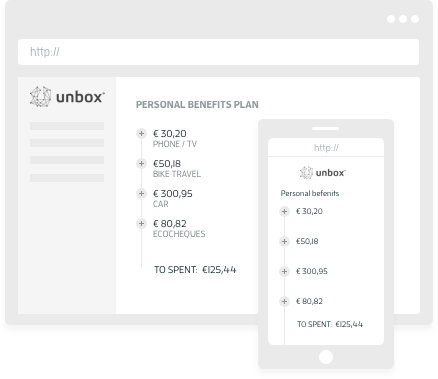 http://
unbox
PERSONAL BENEFITS PLAN
€ 30,20
PHONE / TV
€50,18
BIKE TRAVEL
€ 300,95
CAR
€ 80,82
ECOCHEQUES
TO SPENT: €125,44
http://
unbox
Personal befenits
€ 30,20
€50,18
€ 300,95
€ 80,82
TO SPENT: €125,44